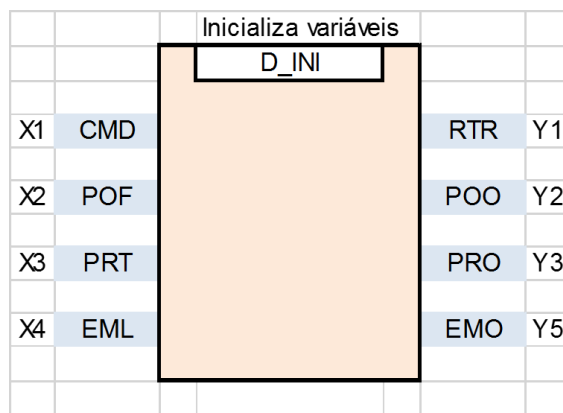 Inicializa variáveis
D_INI
X1 CMD RTR Y1
X2 POF POO Y2
X3 PRT PRO Y3
X4 EML EMO Y5